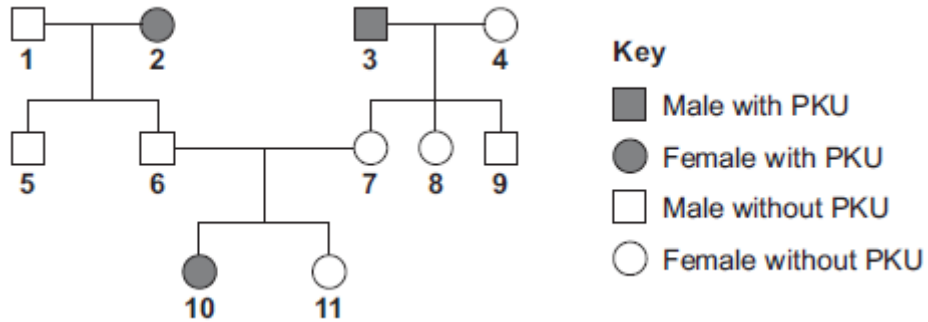 1 2 3 4
Key
Male with PKU
Female with PKU
5 6 7 8 9
Male without PKU
Female without PKU
10 11